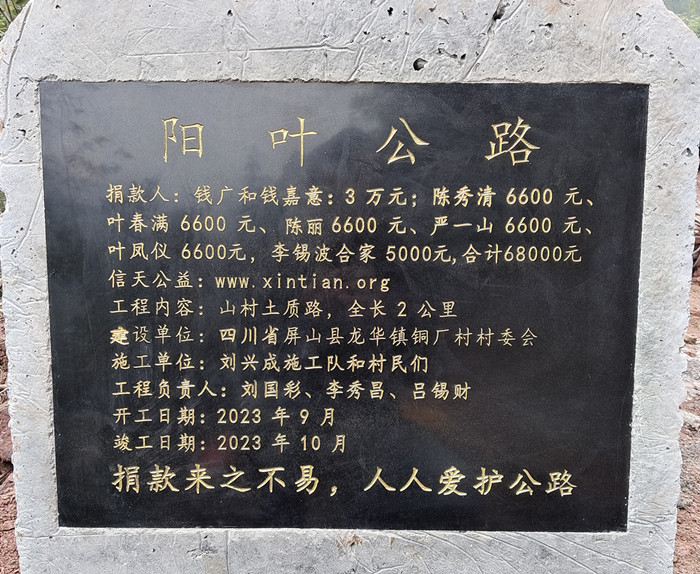 阳叶公路
捐款人：钱广和钱嘉意：3万元；陈秀清 6600 元、
叶春满 6600 元、陈丽 6600 元、严一山 6600 元、
叶凤仪 6600元，李锡波合家 5000元,合计68000元
信天公益：www.xintian.org
工程内容：山村土质路，全长 2 公里
建设单位：四川省屏山县龙华镇铜厂村村委会
施工单位：刘兴成施工队和村民们
工程负责人：刘国彩、李秀昌、吕锡财
开工日期：2023 年 9 月
竣工日期：2023 年 10 月
捐款来之不易，人人爱护公路